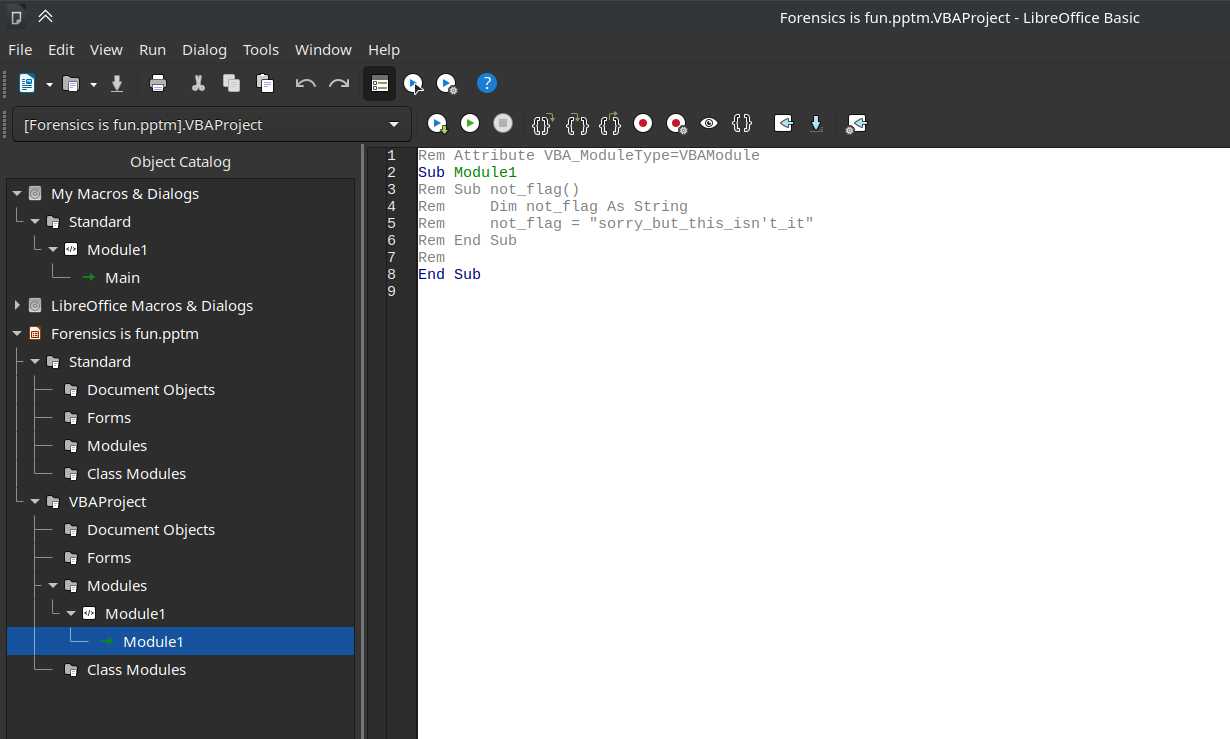 Forensics is fun.pptm.VBAProject - LibreOffice Basic
File Edit View Run Dialog Tools Window Help
?
[Forensics is fun.pptm].VBAProject
Object Catalog
My Macros & Dialogs
Standard
Module1
Main
LibreOffice Macros & Dialogs
Forensics is fun.pptm
Standard
Document Objects
Forms
Modules
Class Modules
VBAProject
Document Objects
Forms
Modules
Module1
Module1
Class Modules
1 Rem Attribute VBA_ModuleType=VBAModule
2 Sub Module1
3 Rem Sub not_flag()
4 Rem     Dim not_flag As String
5 Rem     not_flag = "sorry_but_this_isn't_it"
6 Rem End Sub
7 Rem
8 End Sub
9